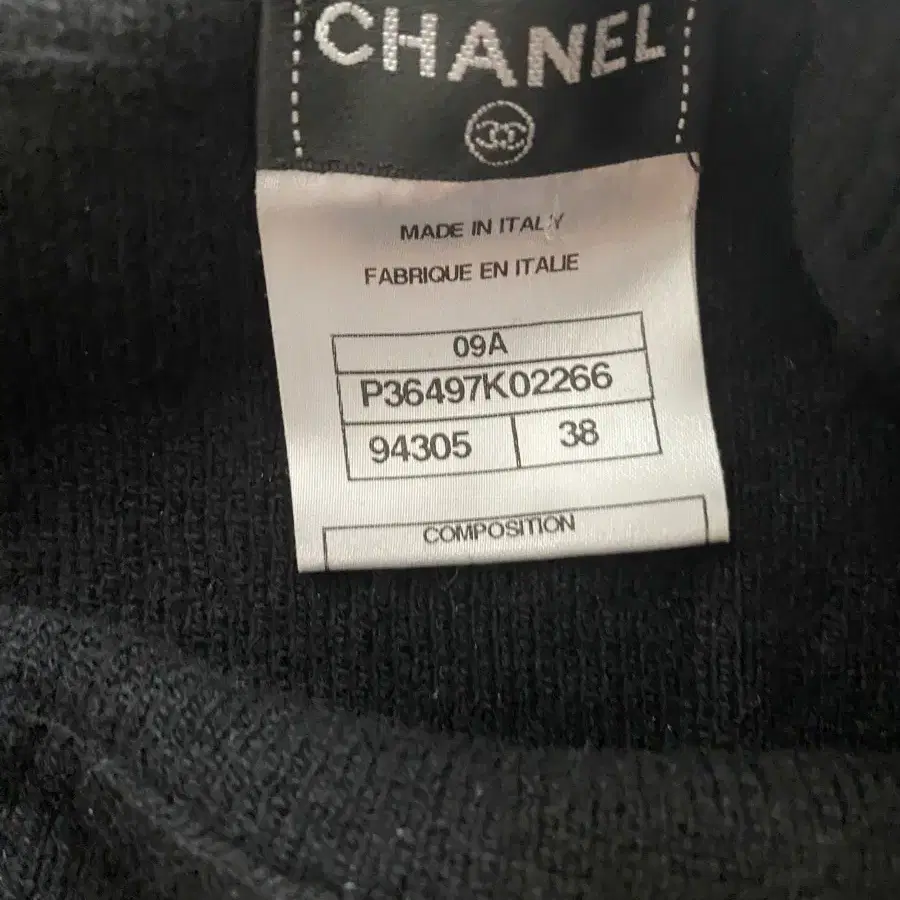 CHANEL
MADE IN ITALY
FABRIQUE EN ITALIE
09A
P36497K02266
94305 38
COMPOSITION